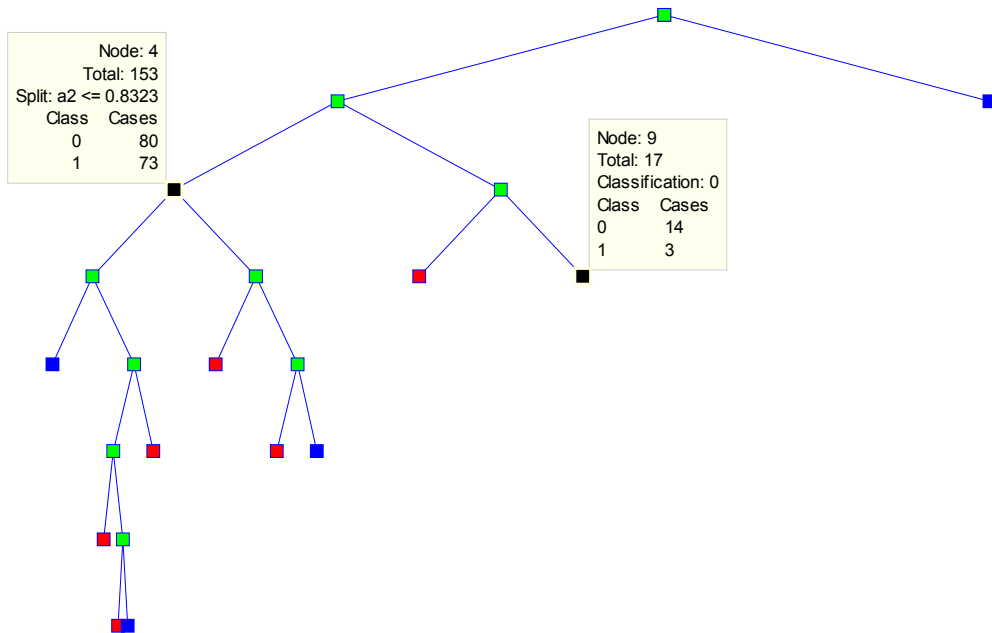 Node: 4
Total: 153
Split: a2 <= 0.8323
Class Cases
0 80
1 73
Node: 9
Total: 17
Classification: 0
Class Cases
0 14
1 3